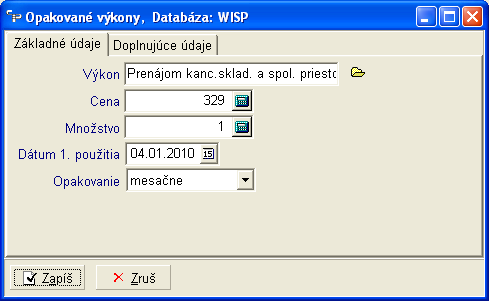 Opakované výkony, Databáza: WISP
Základné údaje Doplnujúce údaje
Výkon Prenájom kanc.sklad. a spol. priesto
Cena 329
Množstvo 1
Dátum 1. použitia 04.01.2010 15
Opakovanie mesačne
Zapíš Zruš